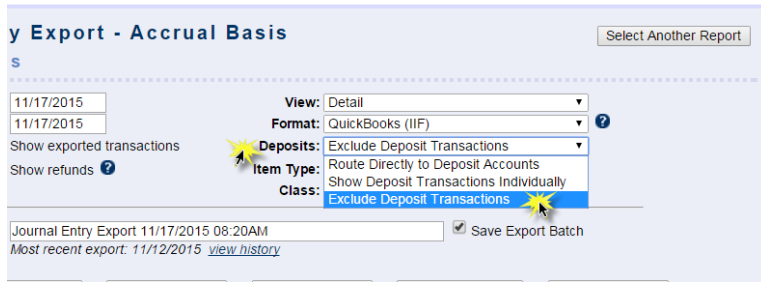 y Export - Accrual Basis
Select Another Report
s
11/17/2015
View: Detail
11/17/2015
Format: QuickBooks (IIF)
Show exported transactions
Deposits: Exclude Deposit Transactions
Show refunds
Item Type:
Route Directly to Deposit Accounts
Show Deposit Transactions Individually
Class:
Exclude Deposit Transactions
Journal Entry Export 11/17/2015 08:20AM
Save Export Batch
Most recent export: 11/12/2015 view history